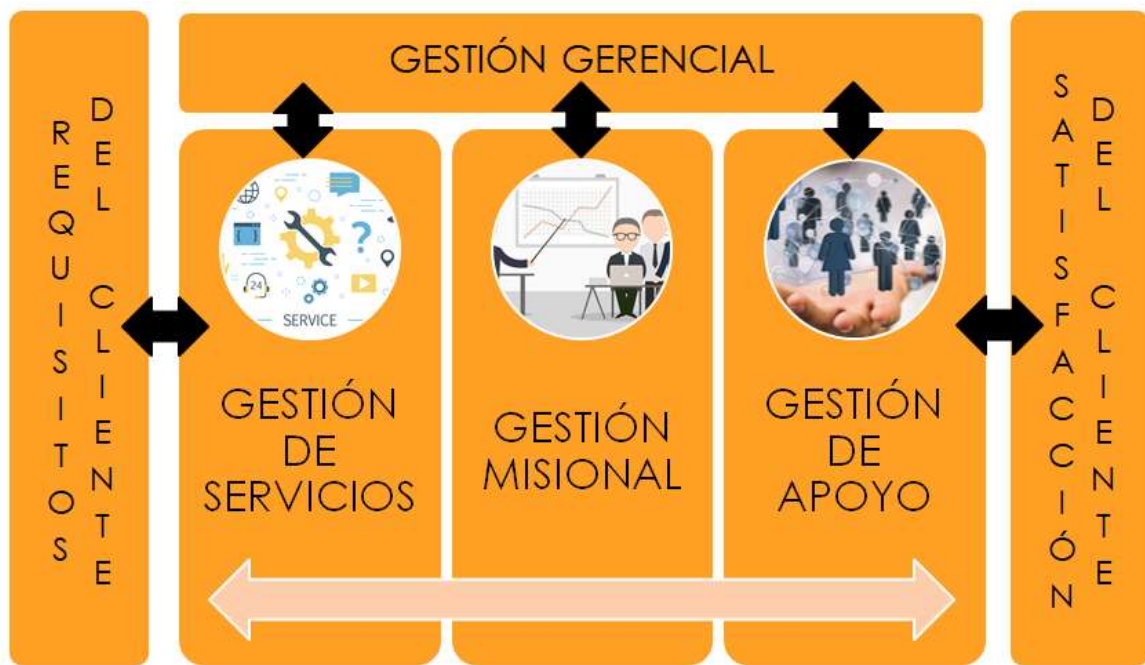 REQUISITOS
DEL CLIENTE
GESTIÓN GERENCIAL
24
?
SERVICE
GESTIÓN
DE
SERVICIOS
GESTIÓN
MISIONAL
GESTIÓN
DE
APOYO
SATISFACCIÓN
DEL CLIENTE